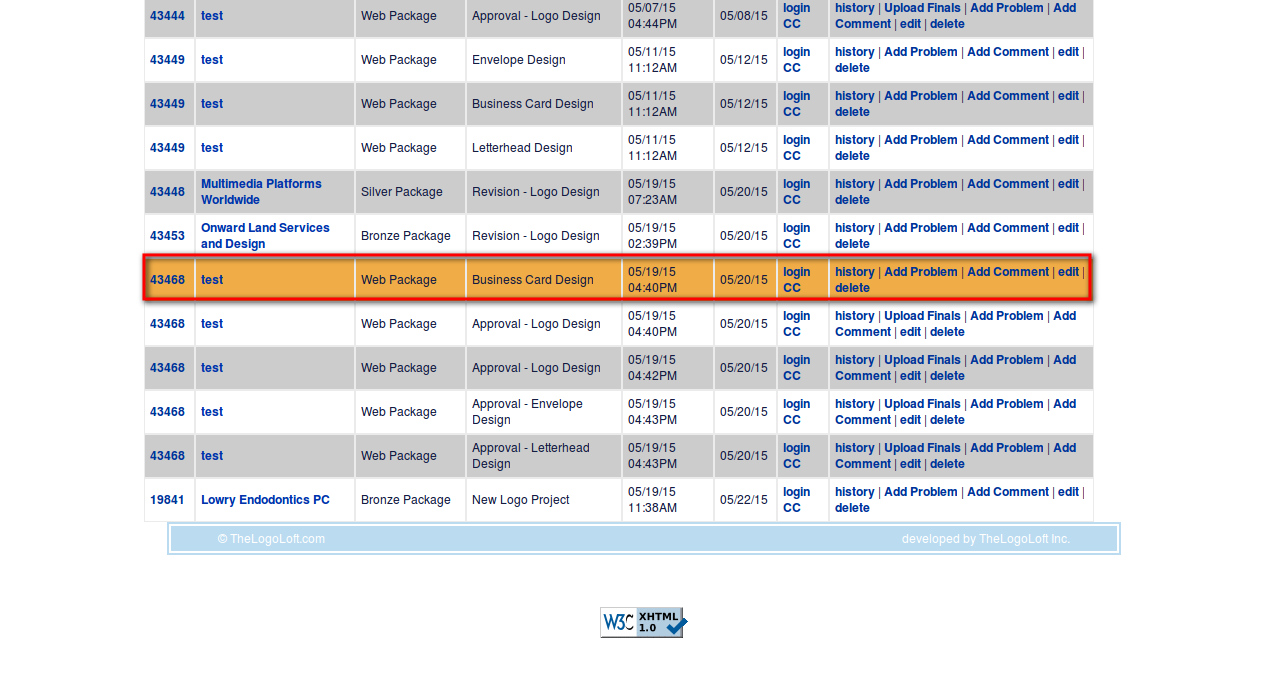 43444 test Web Package Approval - Logo Design 05/07/15 04:44PM 05/08/15 login CC history | Upload Finals | Add Problem | Add Comment | edit | delete
43449 test Web Package Envelope Design 05/11/15 11:12AM 05/12/15 login CC history | Add Problem | Add Comment | edit | delete
43449 test Web Package Business Card Design 05/11/15 11:12AM 05/12/15 login CC history | Add Problem | Add Comment | edit | delete
43449 test Web Package Letterhead Design 05/11/15 11:12AM 05/12/15 login CC history | Add Problem | Add Comment | edit | delete
43448 Multimedia Platforms Worldwide Silver Package Revision - Logo Design 05/19/15 07:23AM 05/20/15 login CC history | Add Problem | Add Comment | edit | delete
43453 Onward Land Services and Design Bronze Package Revision - Logo Design 05/19/15 02:39PM 05/20/15 login CC history | Add Problem | Add Comment | edit | delete
43468 test Web Package Business Card Design 05/19/15 04:40PM 05/20/15 login CC history | Add Problem | Add Comment | edit | delete
43468 test Web Package Approval - Logo Design 05/19/15 04:40PM 05/20/15 login CC history | Upload Finals | Add Problem | Add Comment | edit | delete
43468 test Web Package Approval - Logo Design 05/19/15 04:42PM 05/20/15 login CC history | Upload Finals | Add Problem | Add Comment | edit | delete
43468 test Web Package Approval - Envelope Design 05/19/15 04:43PM 05/20/15 login CC history | Upload Finals | Add Problem | Add Comment | edit | delete
43468 test Web Package Approval - Letterhead Design 05/19/15 04:43PM 05/20/15 login CC history | Upload Finals | Add Problem | Add Comment | edit | delete
19841 Lowry Endodontics PC Bronze Package New Logo Project 05/19/15 11:38AM 05/22/15 login CC history | Add Problem | Add Comment | edit | delete
© TheLogoLoft.com developed by TheLogoLoft Inc.
W3C XHTML 1.0